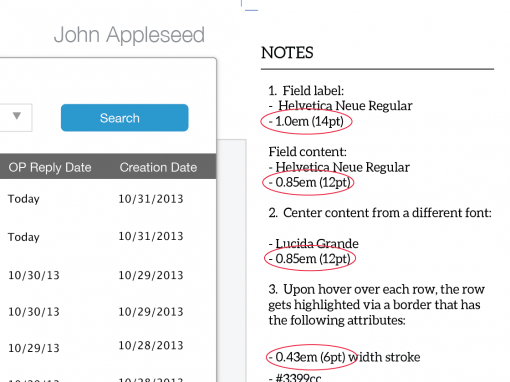 John Appleseed
Search
OP Reply Date Creation Date
Today 10/31/2013
Today 10/31/2013
10/30/13 10/29/2013
10/30/13 10/29/2013
10/29/13 10/28/2013
10/28/2013
NOTES
1. Field label:
- Helvetica Neue Regular
- 1.0em (14pt)
Field content:
- Helvetica Neue Regular
- 0.85em (12pt)
2. Center content from a different font:
- Lucida Grande
- 0.85em (12pt)
3. Upon hover over each row, the row
gets highlighted via a border that has
the following attributes:
- 0.43em (6pt) width stroke
- #3399cc